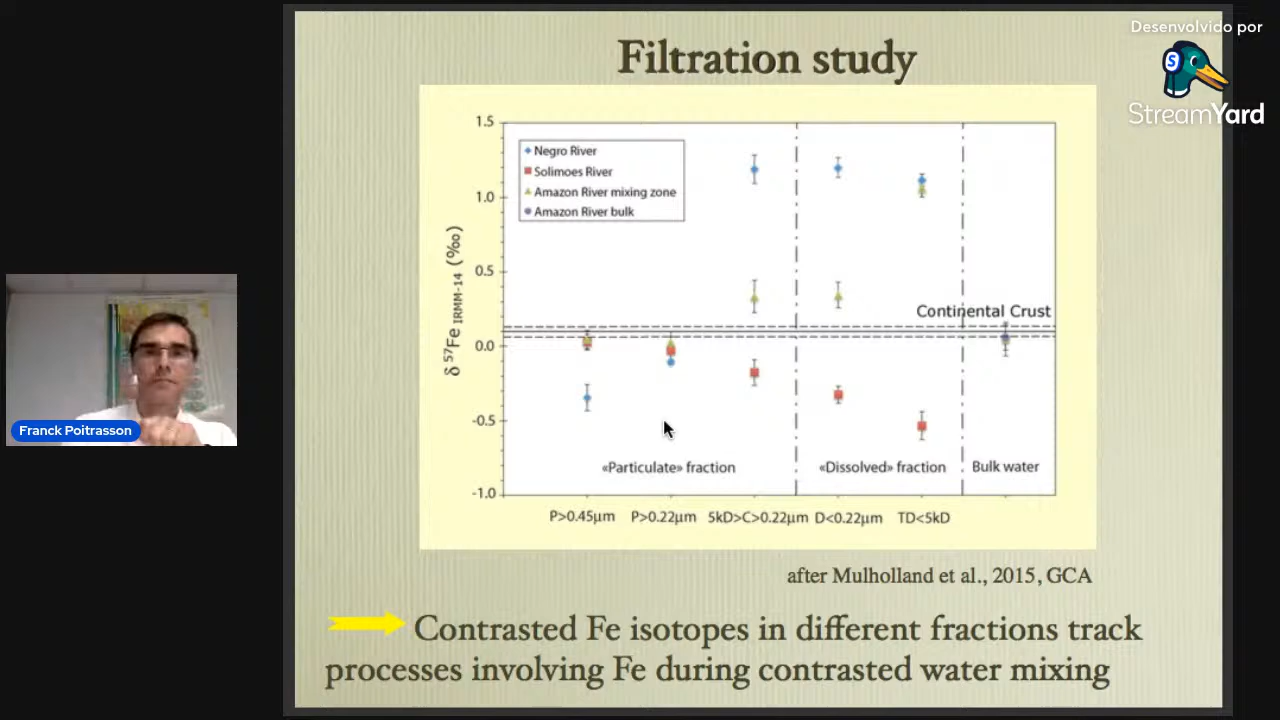 Filtration study
Desenvolvido por
StreamYard
1.5
1.0
0.5
0.0
-0.5
-1.0
δ 57Fe IRMM-14 (‰)
Negro River
Solimoes River
Amazon River mixing zone
Amazon River bulk
Continental Crust
«Particulate» fraction
«Dissolved» fraction
Bulk water
P>0.45µm P>0.22µm 5kD>C>0.22µm D<0.22µm TD<5kD
after Mulholland et al., 2015, GCA
Contrasted Fe isotopes in different fractions track
processes involving Fe during contrasted water mixing
Franck Poitrasson
S